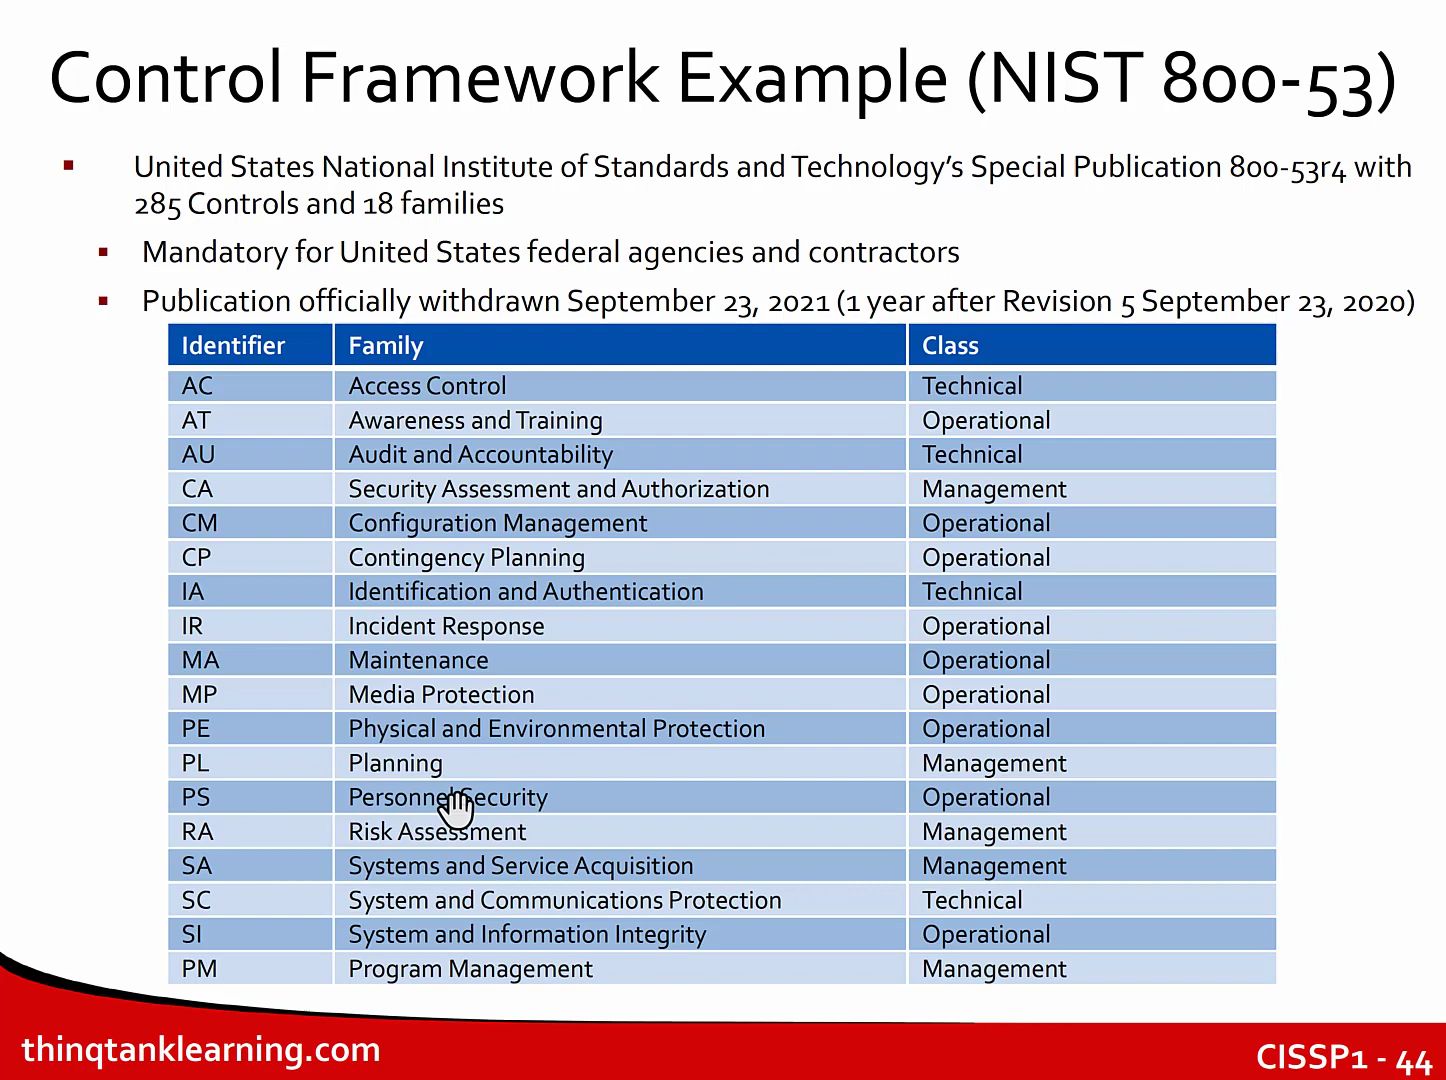 Control Framework Example (NIST 800-53)
▪ United States National Institute of Standards and Technology’s Special Publication 800-53r4 with
285 Controls and 18 families
▪ Mandatory for United States federal agencies and contractors
▪ Publication officially withdrawn September 23, 2021 (1 year after Revision 5 September 23, 2020)
Identifier Family Class
AC Access Control Technical
AT Awareness and Training Operational
AU Audit and Accountability Technical
CA Security Assessment and Authorization Management
CM Configuration Management Operational
CP Contingency Planning Operational
IA Identification and Authentication Technical
IR Incident Response Operational
MA Maintenance Operational
MP Media Protection Operational
PE Physical and Environmental Protection Operational
PL Planning Management
PS Personnel Security Operational
RA Risk Assessment Management
SA Systems and Service Acquisition Management
SC System and Communications Protection Technical
SI System and Information Integrity Operational
PM Program Management Management
thinqtanklearning.com
CISSP1 - 44